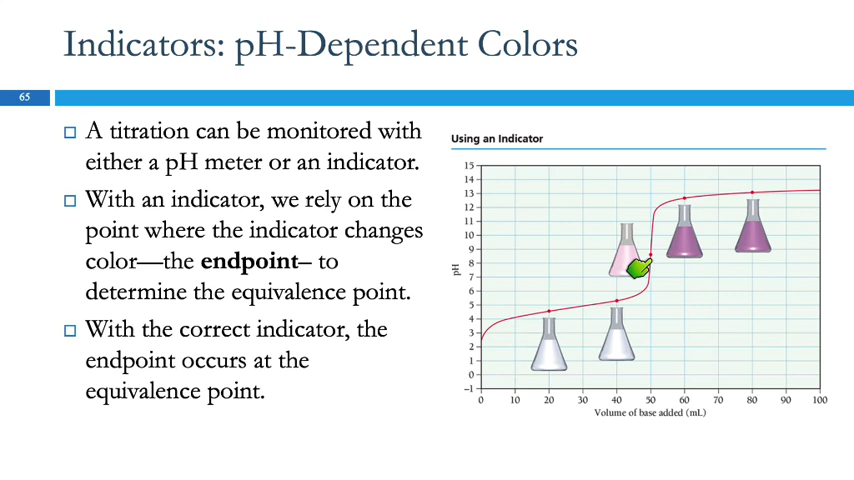 Indicators: pH-Dependent Colors
65
A titration can be monitored with
either a pH meter or an indicator.
With an indicator, we rely on the
point where the indicator changes
color—the endpoint– to
determine the equivalence point.
With the correct indicator, the
endpoint occurs at the
equivalence point.
Using an Indicator
15
14
13
12
11
10
9
8
7
6
5
4
3
2
1
0
–1
pH
0 10 20 30 40 50 60 70 80 90 100
Volume of base added (mL)